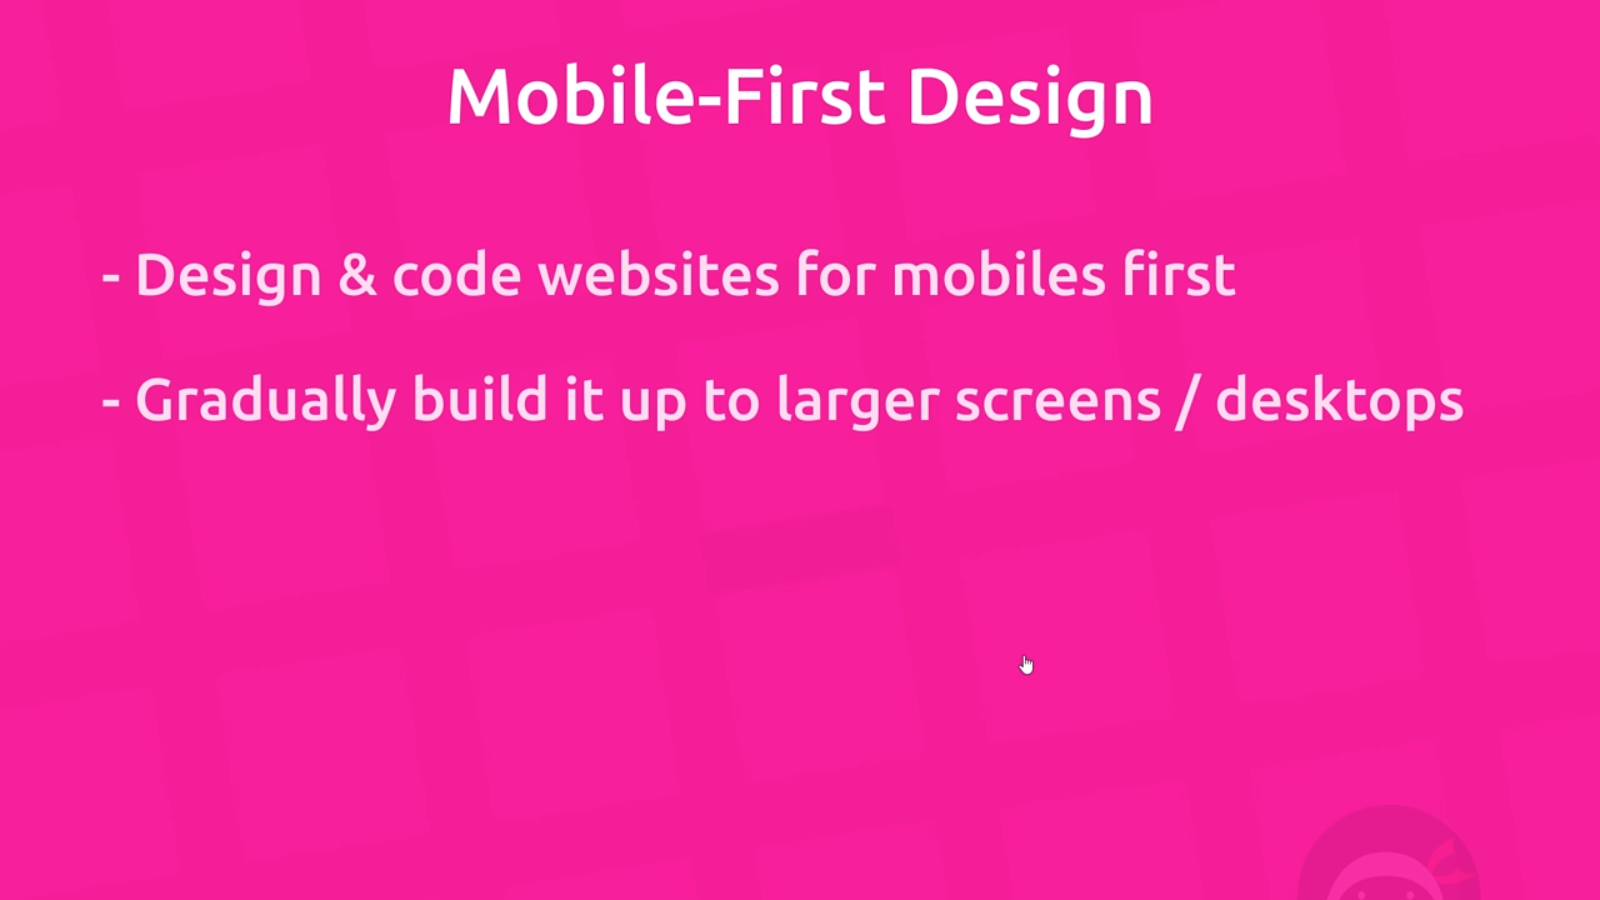 Mobile-First Design
- Design & code websites for mobiles first
- Gradually build it up to larger screens / desktops